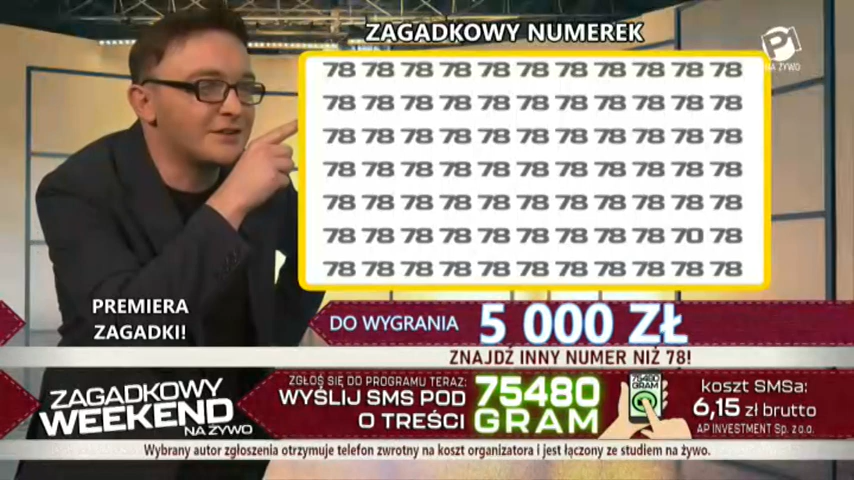 ZAGADKOWY NUMEREK
P
NA ŻYWO
78 78 78 78 78 78 78 78 78 78 78
78 78 78 78 78 78 78 78 78 78 78
78 78 78 78 78 78 78 78 78 78 78
78 78 78 78 78 78 78 78 78 78 78
78 78 78 78 78 78 78 78 78 78 78
78 78 78 78 78 78 78 78 78 70 78
78 78 78 78 78 78 78 78 78 78 78
PREMIERA
ZAGADKI!
DO WYGRANIA 5 000 ZŁ
ZNAJDŹ INNY NUMER NIŻ 78!
ZAGADKOWY
WEEKEND
NA ŻYWO
ZGŁOŚ SIĘ DO PROGRAMU TERAZ:
WYŚLIJ SMS POD 75480
O TREŚCI GRAM
75480
GRAM
koszt SMSa:
6,15 zł brutto
AP INVESTMENT Sp. z o.o.
Wybrany autor zgłoszenia otrzymuje telefon zwrotny na koszt organizatora i jest łączony ze studiem na żywo.